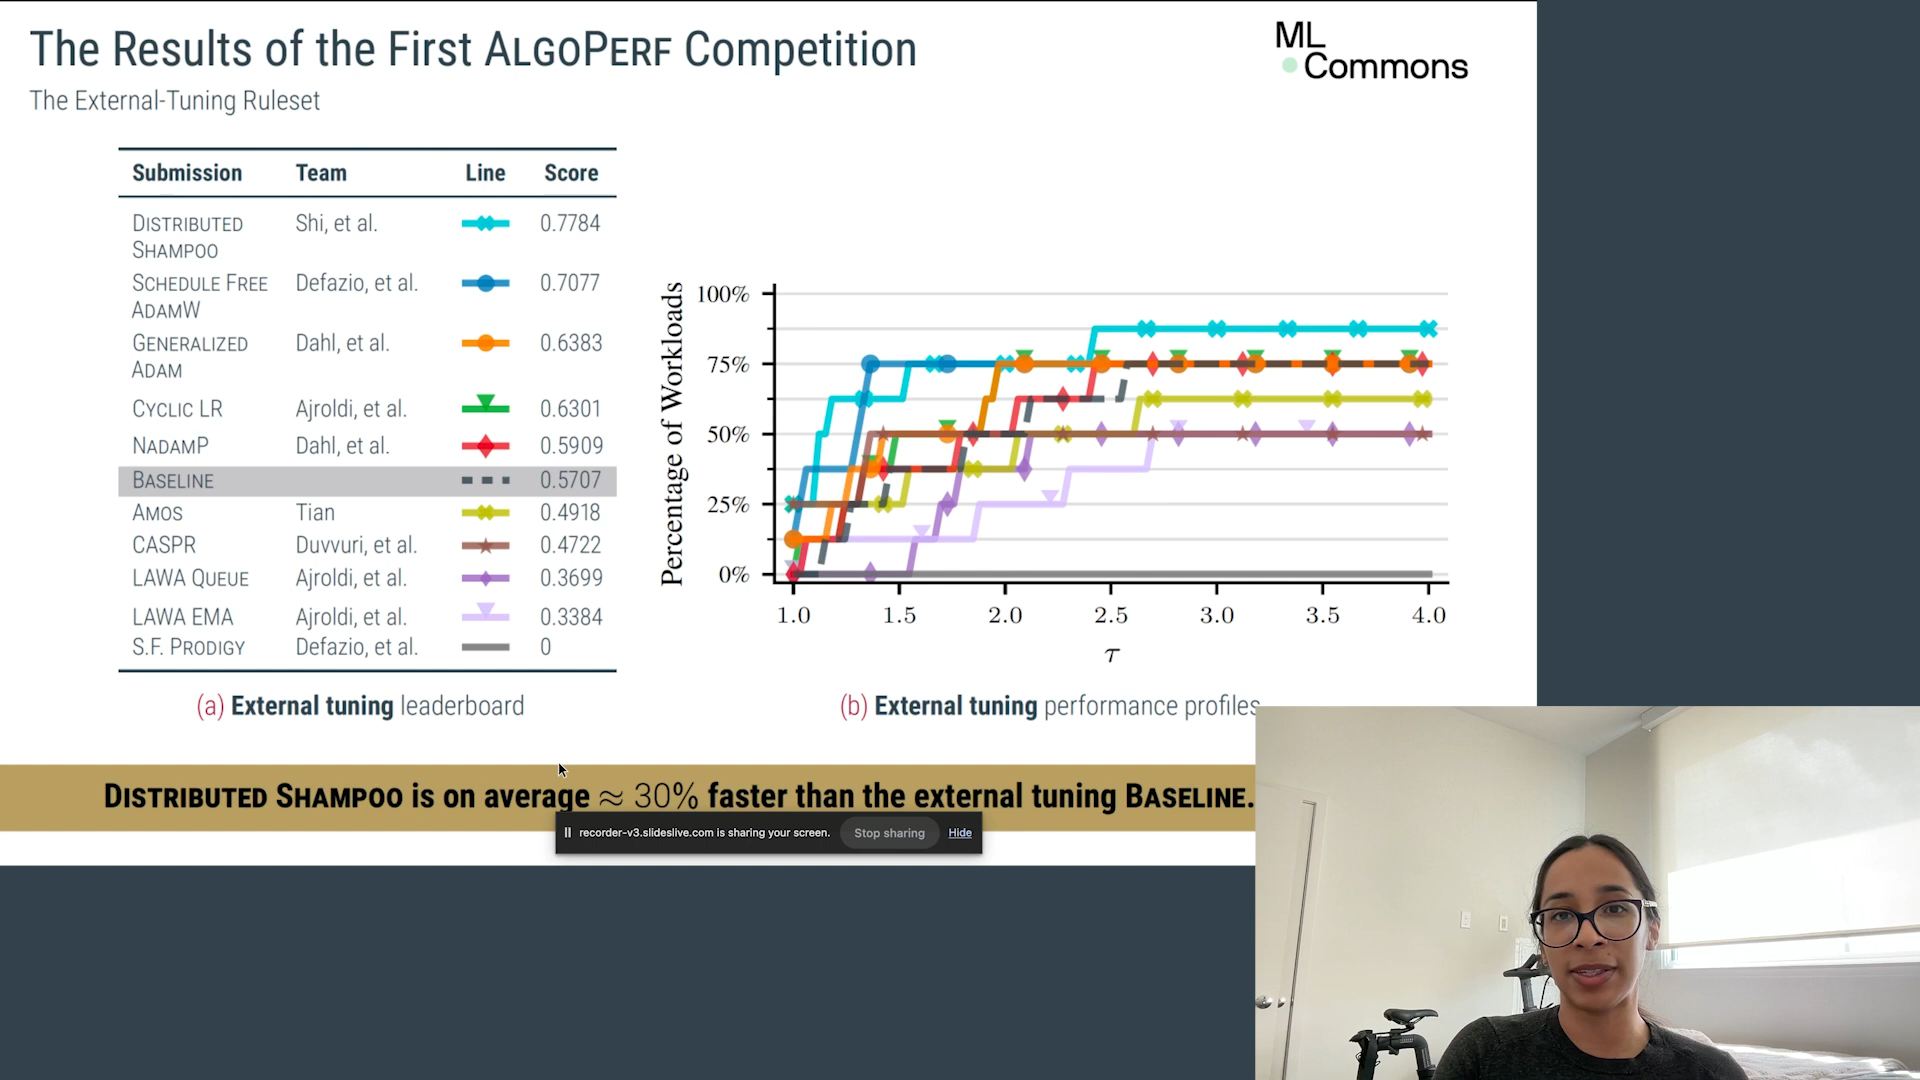 The Results of the First ALGOPERF Competition
ML
Commons
The External-Tuning Ruleset
Submission Team Line Score
DISTRIBUTED SHAMPOO Shi, et al. 0.7784
SCHEDULE FREE ADAMW Defazio, et al. 0.7077
GENERALIZED ADAM Dahl, et al. 0.6383
CYCLIC LR Ajroldi, et al. 0.6301
NADAMP Dahl, et al. 0.5909
BASELINE 0.5707
AMOS Tian 0.4918
CASPR Duvvuri, et al. 0.4722
LAWA QUEUE Ajroldi, et al. 0.3699
LAWA EMA Ajroldi, et al. 0.3384
S.F. PRODIGY Defazio, et al. 0
(a) External tuning leaderboard
Percentage of Workloads
100%
75%
50%
25%
0%
1.0 1.5 2.0 2.5 3.0 3.5 4.0
τ
(b) External tuning performance profiles
DISTRIBUTED SHAMPOO is on average ≈ 30% faster than the external tuning BASELINE.
recorder-v3.slideslive.com is sharing your screen. Stop sharing Hide